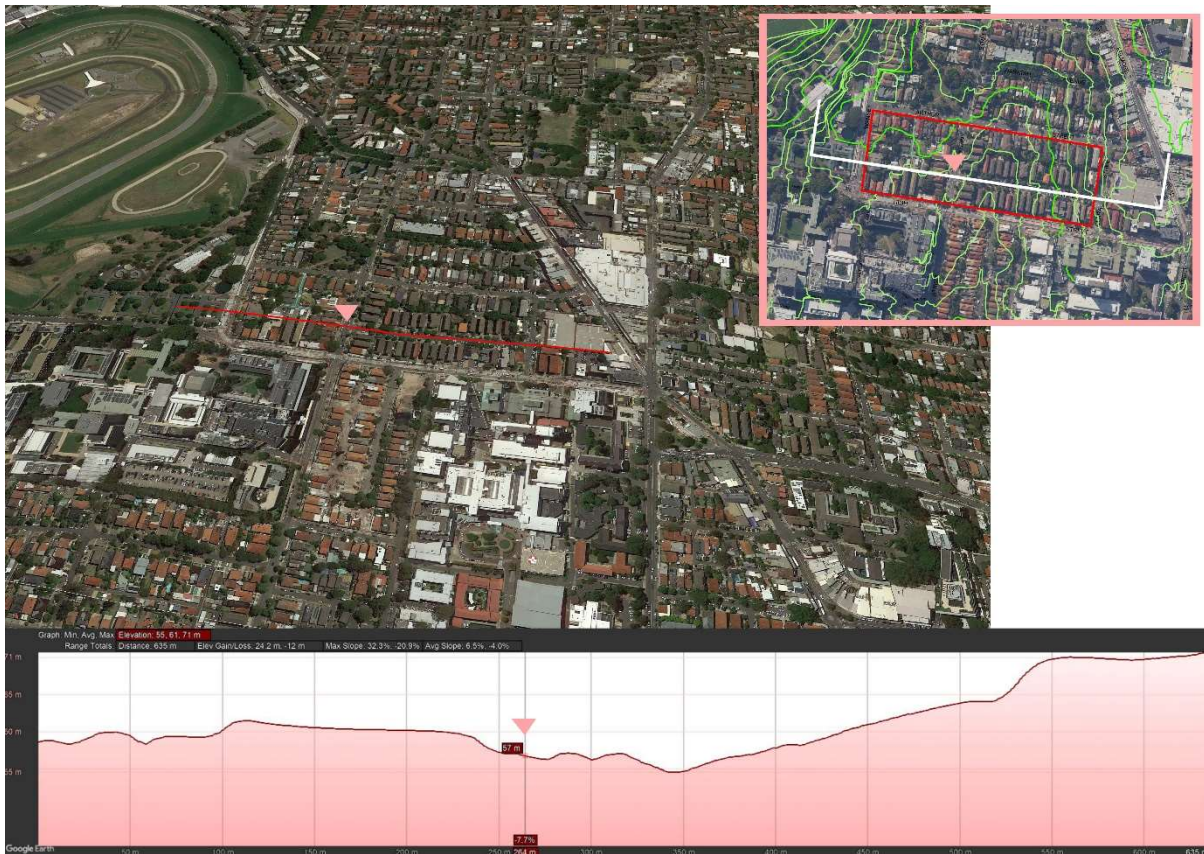 Graph: Min, Avg, Max Elevation: 55, 61, 71 m
Range Totals: Distance: 635 m Elev Gain/Loss: 24.2 m, -12 m Max Slope: 32.3%, -20.9% Avg Slope: 6.5%, -4.0%
71 m
65 m
60 m
57 m
55 m
-7.7%
Google Earth
50 m 100 m 150 m 200 m 250 m 264 m 300 m 350 m 400 m 450 m 500 m 550 m 600 m 635 m